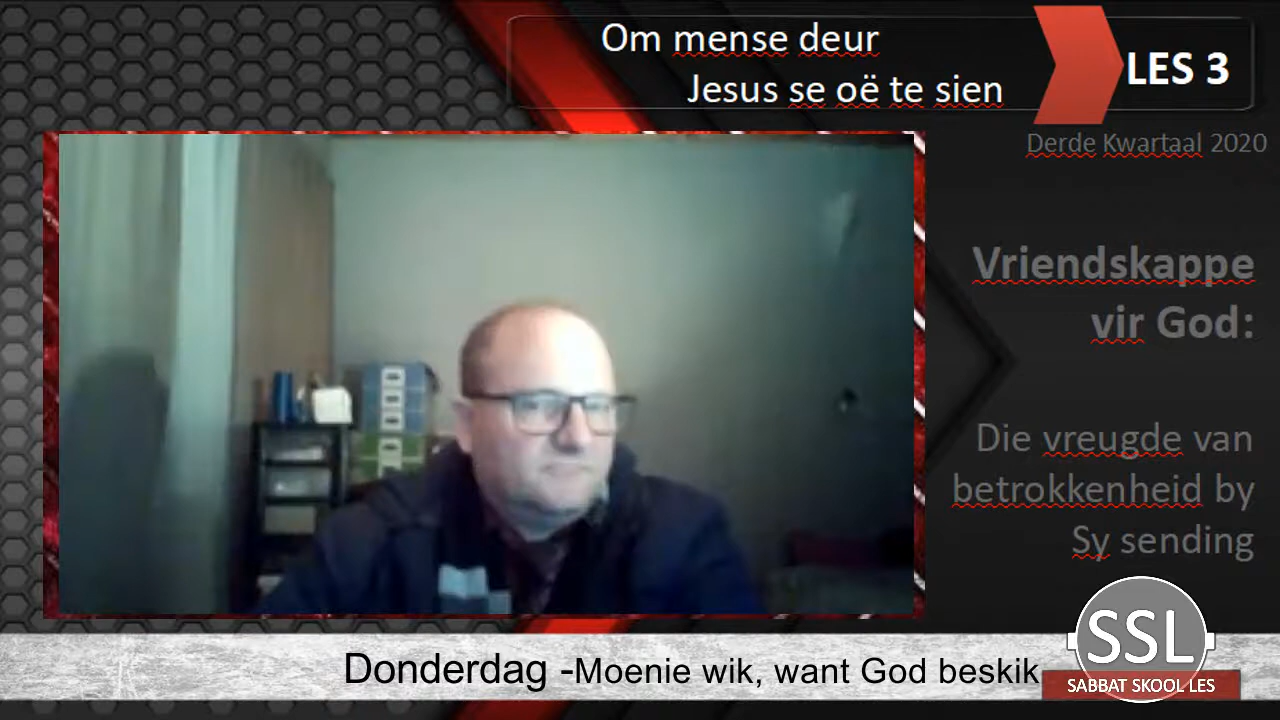 Om mense deur
Jesus se oë te sien
LES 3
Derde Kwartaal 2020
Vriendskappe
vir God:
Die vreugde van
betrokkenheid by
Sy sending
Donderdag -Moenie wik, want God beskik
SSL
SABBAT SKOOL LES